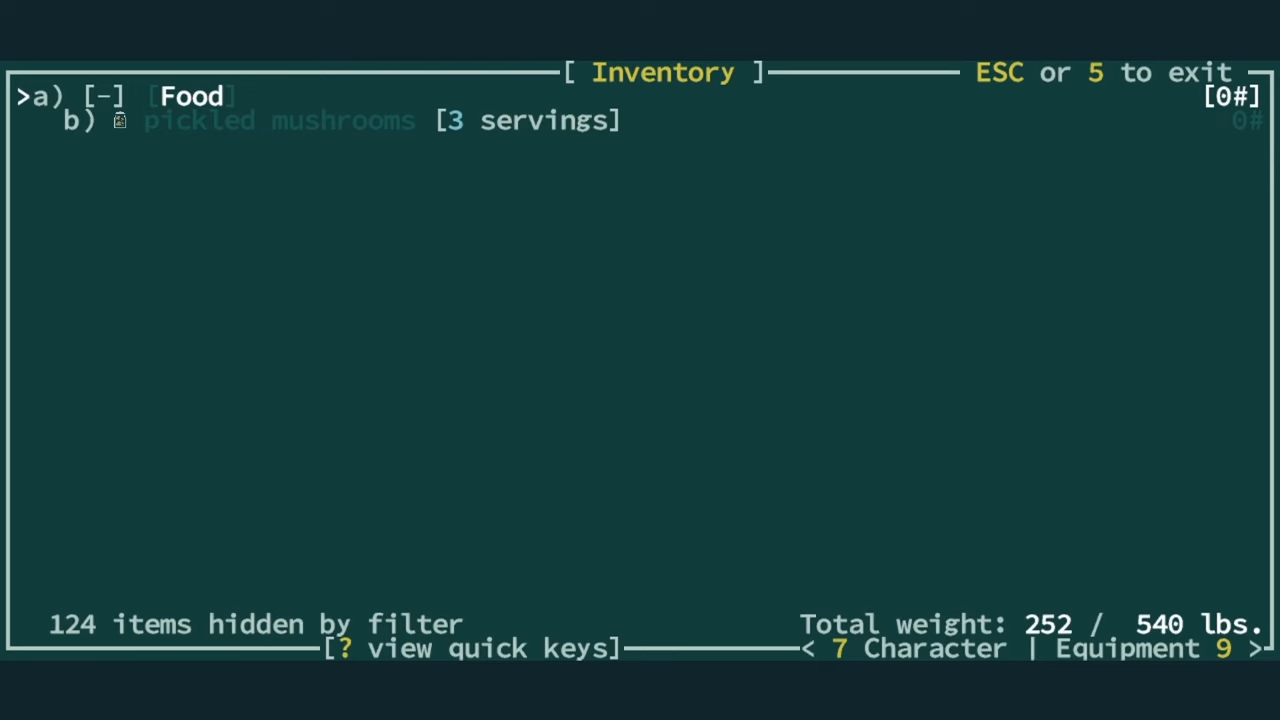 [ Inventory ] ESC or 5 to exit
>a) [-] [Food] [0#]
b) pickled mushrooms [3 servings] 0#
124 items hidden by filter Total weight: 252 / 540 lbs.
[? view quick keys] < 7 Character | Equipment 9 >